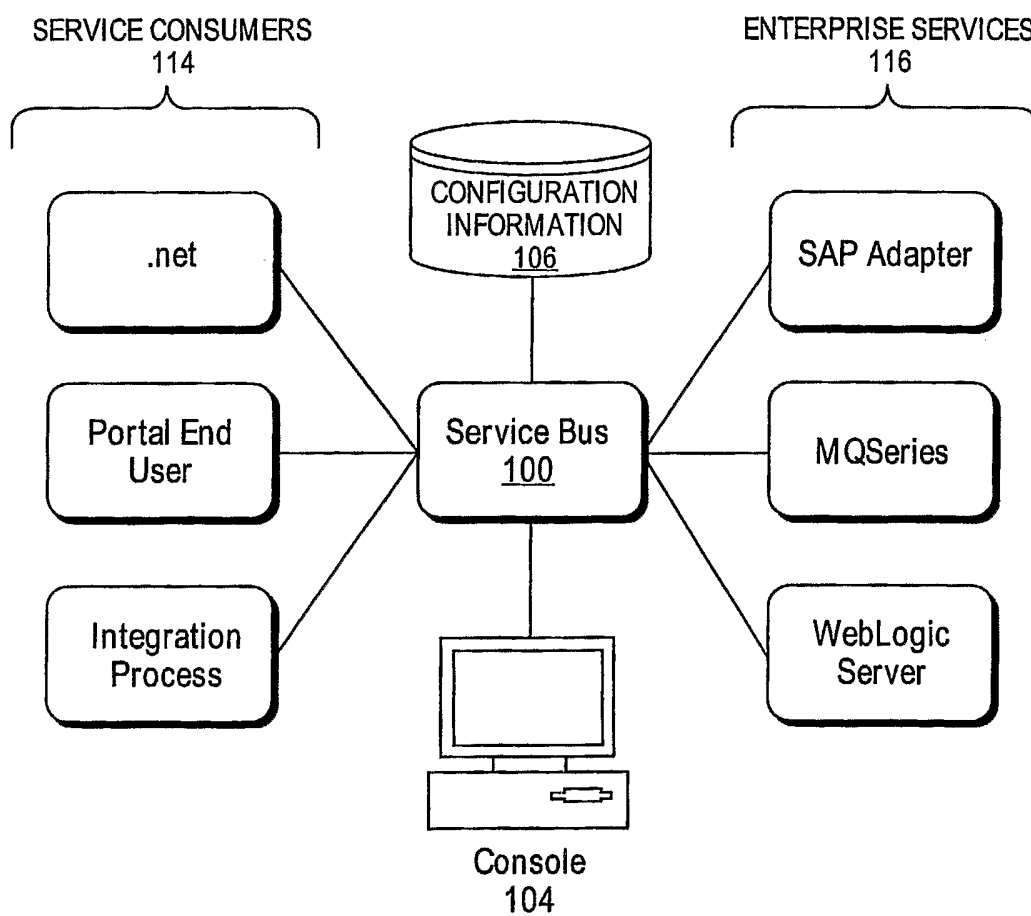 SERVICE CONSUMERS
114
ENTERPRISE SERVICES
116
CONFIGURATION
INFORMATION
106
.net
SAP Adapter
Portal End
User
Service Bus
100
MQSeries
Integration
Process
WebLogic
Server
Console
104